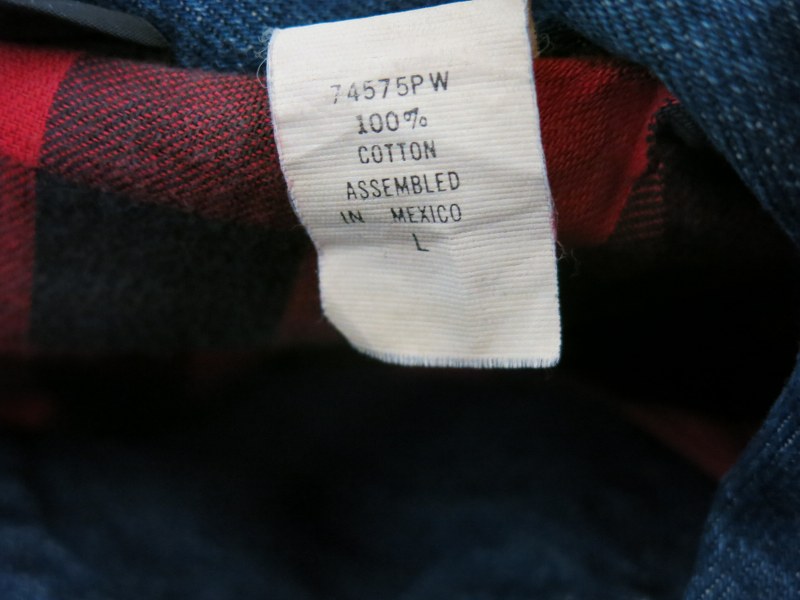 74575PW
100%
COTTON
ASSEMBLED
IN MEXICO
L